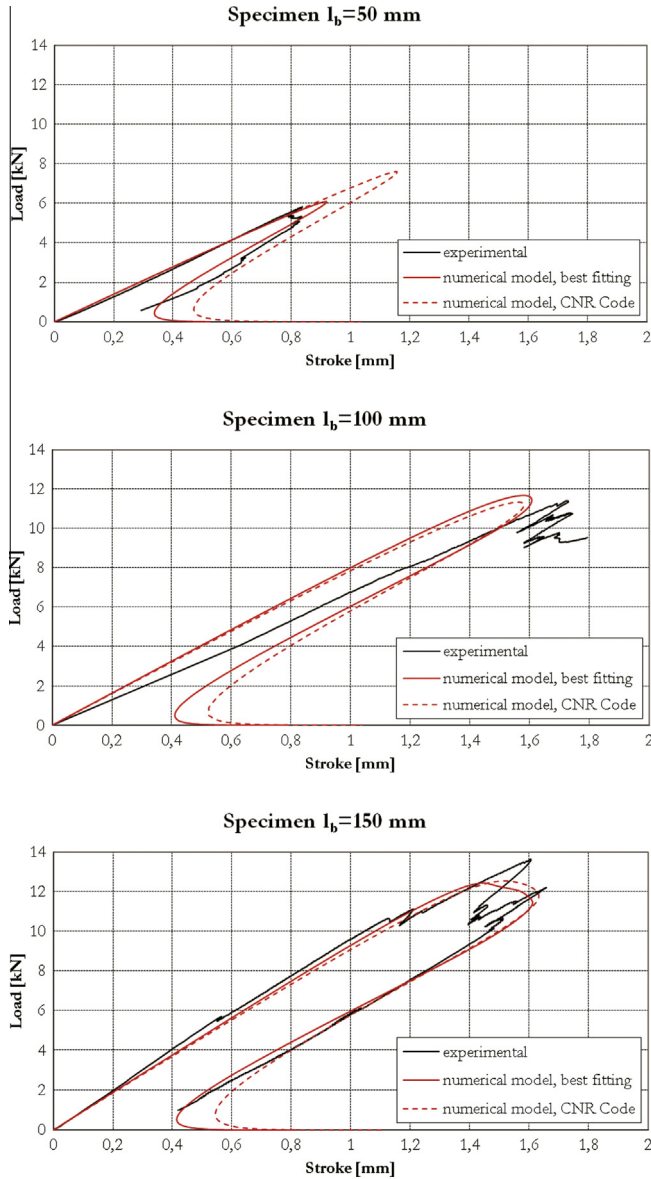 Specimen l_b=50 mm
14
12
10
8
6
4
2
0
Load [kN]
experimental
numerical model, best fitting
numerical model, CNR Code
0 0,2 0,4 0,6 0,8 1 1,2 1,4 1,6 1,8 2
Stroke [mm]
Specimen l_b=100 mm
14
12
10
8
6
4
2
0
Load [kN]
experimental
numerical model, best fitting
numerical model, CNR Code
0 0,2 0,4 0,6 0,8 1 1,2 1,4 1,6 1,8 2
Stroke [mm]
Specimen l_b=150 mm
14
12
10
8
6
4
2
0
Load [kN]
experimental
numerical model, best fitting
numerical model, CNR Code
0 0,2 0,4 0,6 0,8 1 1,2 1,4 1,6 1,8 2
Stroke [mm]